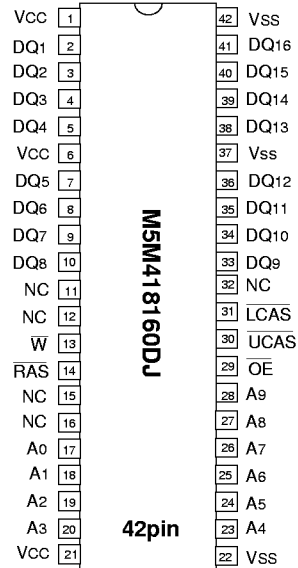 VCC 1 42 VSS
DQ1 2 41 DQ16
DQ2 3 40 DQ15
DQ3 4 39 DQ14
DQ4 5 38 DQ13
VCC 6 37 Vss
DQ5 7 36 DQ12
DQ6 8 35 DQ11
DQ7 9 34 DQ10
DQ8 10 33 DQ9
NC 11 32 NC
NC 12 31 LCAS
W 13 30 UCAS
RAS 14 29 OE
NC 15 28 A9
NC 16 27 A8
A0 17 26 A7
A1 18 25 A6
A2 19 24 A5
A3 20 23 A4
VCC 21 22 VSS
M5M418160DJ
42pin